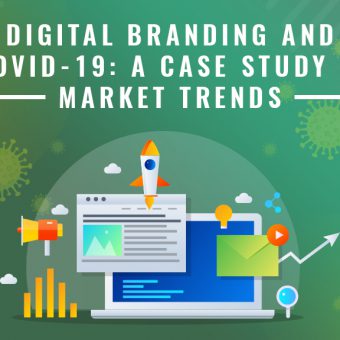 DIGITAL BRANDING AND
OVID-19: A CASE STUDY
MARKET TRENDS